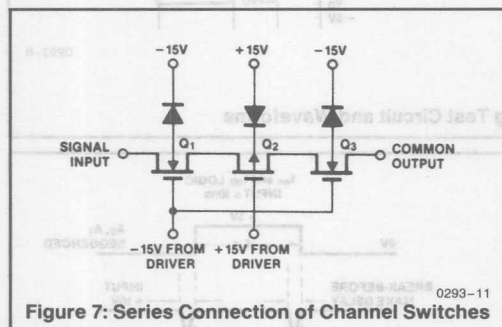 -15V +15V -15V
SIGNAL INPUT Q1 Q2 Q3 COMMON OUTPUT
-15V FROM DRIVER +15V FROM DRIVER
0293-11
Figure 7: Series Connection of Channel Switches